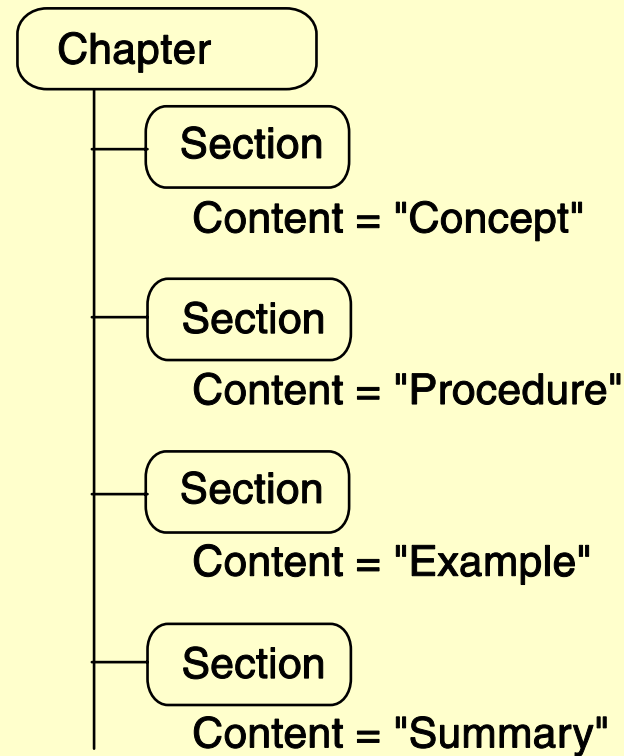 Chapter
Section
Content = "Concept"
Section
Content = "Procedure"
Section
Content = "Example"
Section
Content = "Summary"